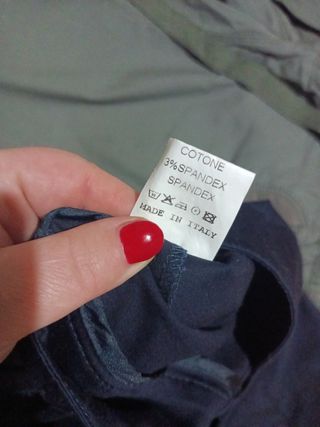 COTONE
3%SPANDEX
SPANDEX
MADE IN ITALY